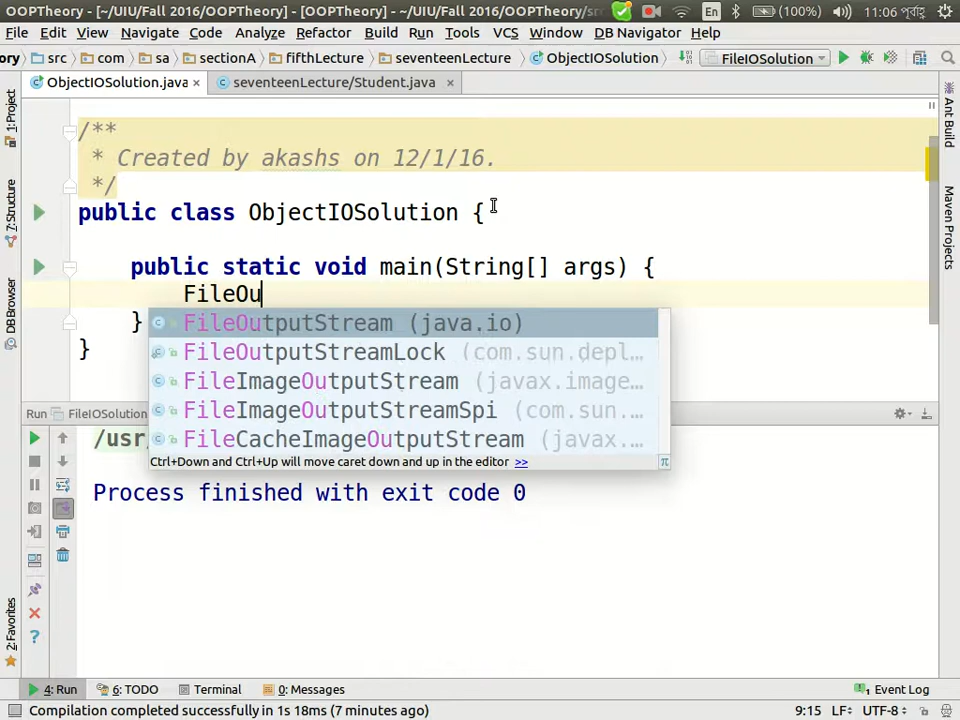 OOPTheory - [~/UIU/Fall 2016/OOPTheory] - [OOPTheory] - ~/UIU/Fall 2016/OOPTheory/
En
(100%)
11:06 পূর্বাহ্ণ
File Edit View Navigate Code Analyze Refactor Build Run Tools VCS Window DB Navigator Help
ory src com sa sectionA fifthLecture seventeenLecture ObjectIOSolution FileIOSolution
ObjectIOSolution.java × seventeenLecture/Student.java ×
1: Project
7: Structure
DB Browser
2: Favorites
Ant Build
Maven Projects
/**
* Created by akashs on 12/1/16.
*/
public class ObjectIOSolution {
public static void main(String[] args) {
FileOu
}
}
FileOutputStream (java.io)
FileOutputStreamLock (com.sun.depl…
FileImageOutputStream (javax.image…
FileImageOutputStreamSpi (com.sun.…
FileCacheImageOutputStream (javax.…
Ctrl+Down and Ctrl+Up will move caret down and up in the editor >>
π
Run FileIOSolution
/usr/
Process finished with exit code 0
4: Run 6: TODO Terminal 0: Messages 1 Event Log
Compilation completed successfully in 1s 18ms (7 minutes ago) 9:15 LF UTF-8